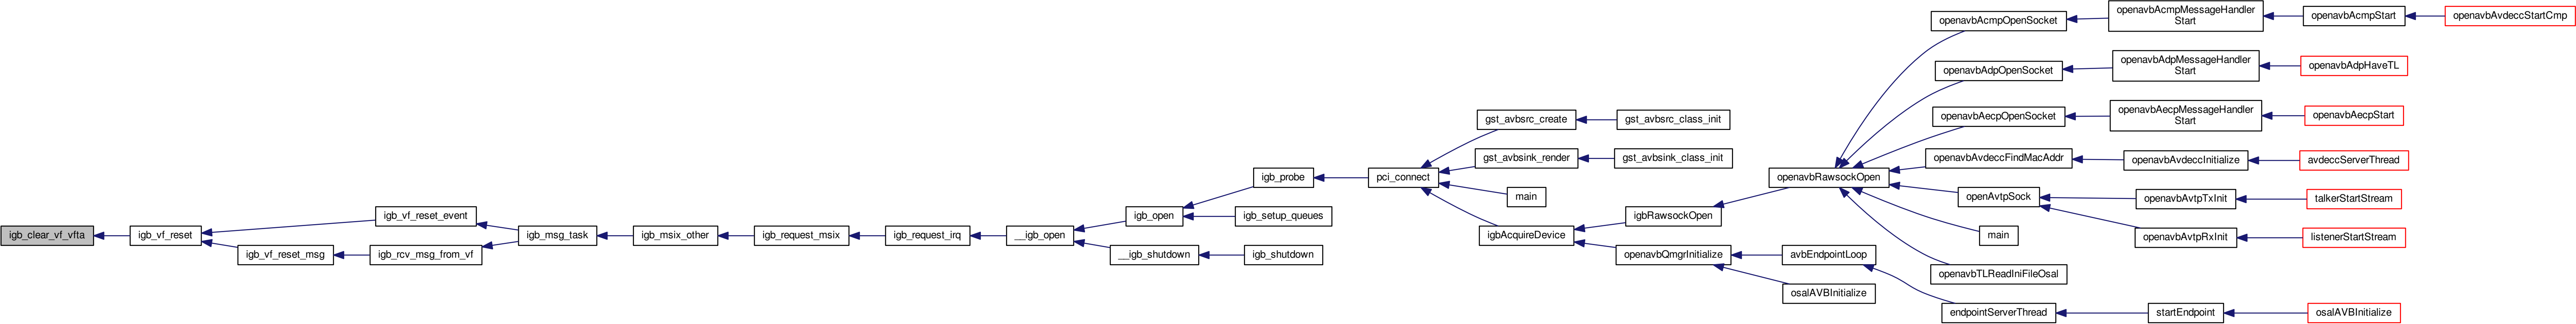 igb_clear_vf_vfta
igb_vf_reset
igb_vf_reset_event
igb_vf_reset_msg
igb_rcv_msg_from_vf
igb_msg_task
igb_msix_other
igb_request_msix
igb_request_irq
__igb_open
igb_open
__igb_shutdown
igb_probe
igb_setup_queues
igb_shutdown
pci_connect
gst_avbsrc_create
gst_avbsink_render
main
igbAcquireDevice
gst_avbsrc_class_init
gst_avbsink_class_init
igbRawsockOpen
openavbQmgrInitialize
openavbRawsockOpen
avbEndpointLoop
osalAVBInitialize
openavbAcmpOpenSocket
openavbAdpOpenSocket
openavbAecpOpenSocket
openavbAvdeccFindMacAddr
openAvtpSock
main
openavbTLReadIniFileOsal
endpointServerThread
openavbAcmpMessageHandler
Start
openavbAdpMessageHandler
Start
openavbAecpMessageHandler
Start
openavbAvdeccInitialize
openavbAvtpTxInit
openavbAvtpRxInit
startEndpoint
openavbAcmpStart
openavbAdpHaveTL
openavbAecpStart
avdeccServerThread
talkerStartStream
listenerStartStream
osalAVBInitialize
openavbAvdeccStartCmp